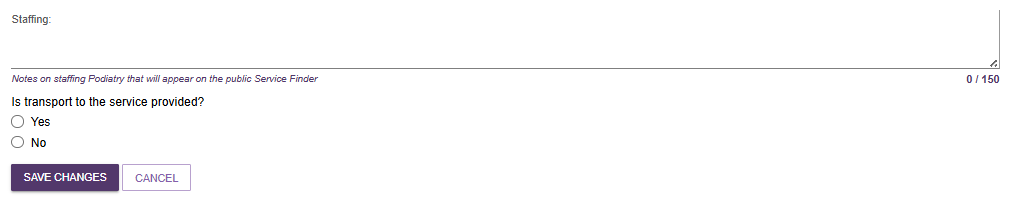 Staffing:
Notes on staffing Podiatry that will appear on the public Service Finder
0 / 150
Is transport to the service provided?
Yes
No
SAVE CHANGES
CANCEL